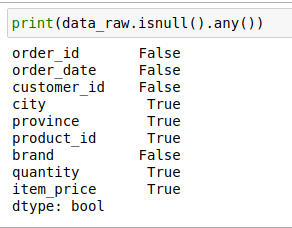 print(data_raw.isnull().any())
order_id       False
order_date     False
customer_id    False
city            True
province        True
product_id      True
brand          False
quantity        True
item_price      True
dtype: bool